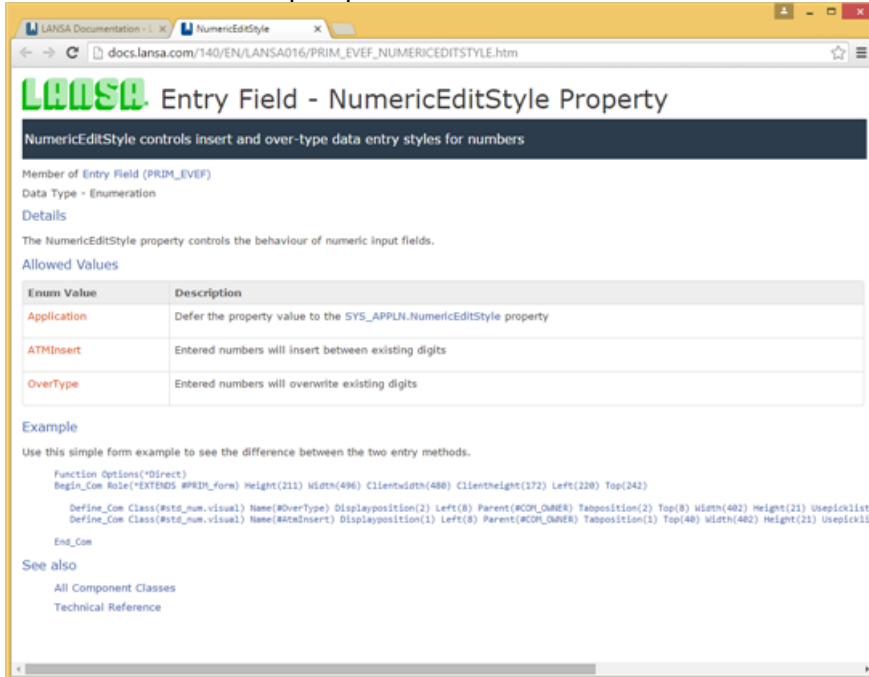 LANSA Documentation - L
NumericEditStyle
docs.lansa.com/140/EN/LANSA016/PRIM_EVEF_NUMERICEDITSTYLE.htm
LANSA Entry Field - NumericEditStyle Property
NumericEditStyle controls insert and over-type data entry styles for numbers
Member of Entry Field (PRIM_EVEF)
Data Type - Enumeration
Details
The NumericEditStyle property controls the behaviour of numeric input fields.
Allowed Values
Enum Value Description
Application Defer the property value to the SYS_APPLN.NumericEditStyle property
ATMInsert Entered numbers will insert between existing digits
OverType Entered numbers will overwrite existing digits
Example
Use this simple form example to see the difference between the two entry methods.
Function Options(*Direct)
Begin_Com Role(*EXTENDS #PRIM_form) Height(211) Width(496) Clientwidth(480) Clientheight(172) Left(220) Top(242)
Define_Com Class(#std_num.visual) Name(#OverType) Displayposition(2) Left(8) Parent(#COM_OWNER) Tabposition(2) Top(8) Width(402) Height(21) Usepicklist
Define_Com Class(#std_num.visual) Name(#AtmInsert) Displayposition(1) Left(8) Parent(#COM_OWNER) Tabposition(1) Top(40) Width(402) Height(21) Usepickli
End_Com
See also
All Component Classes
Technical Reference